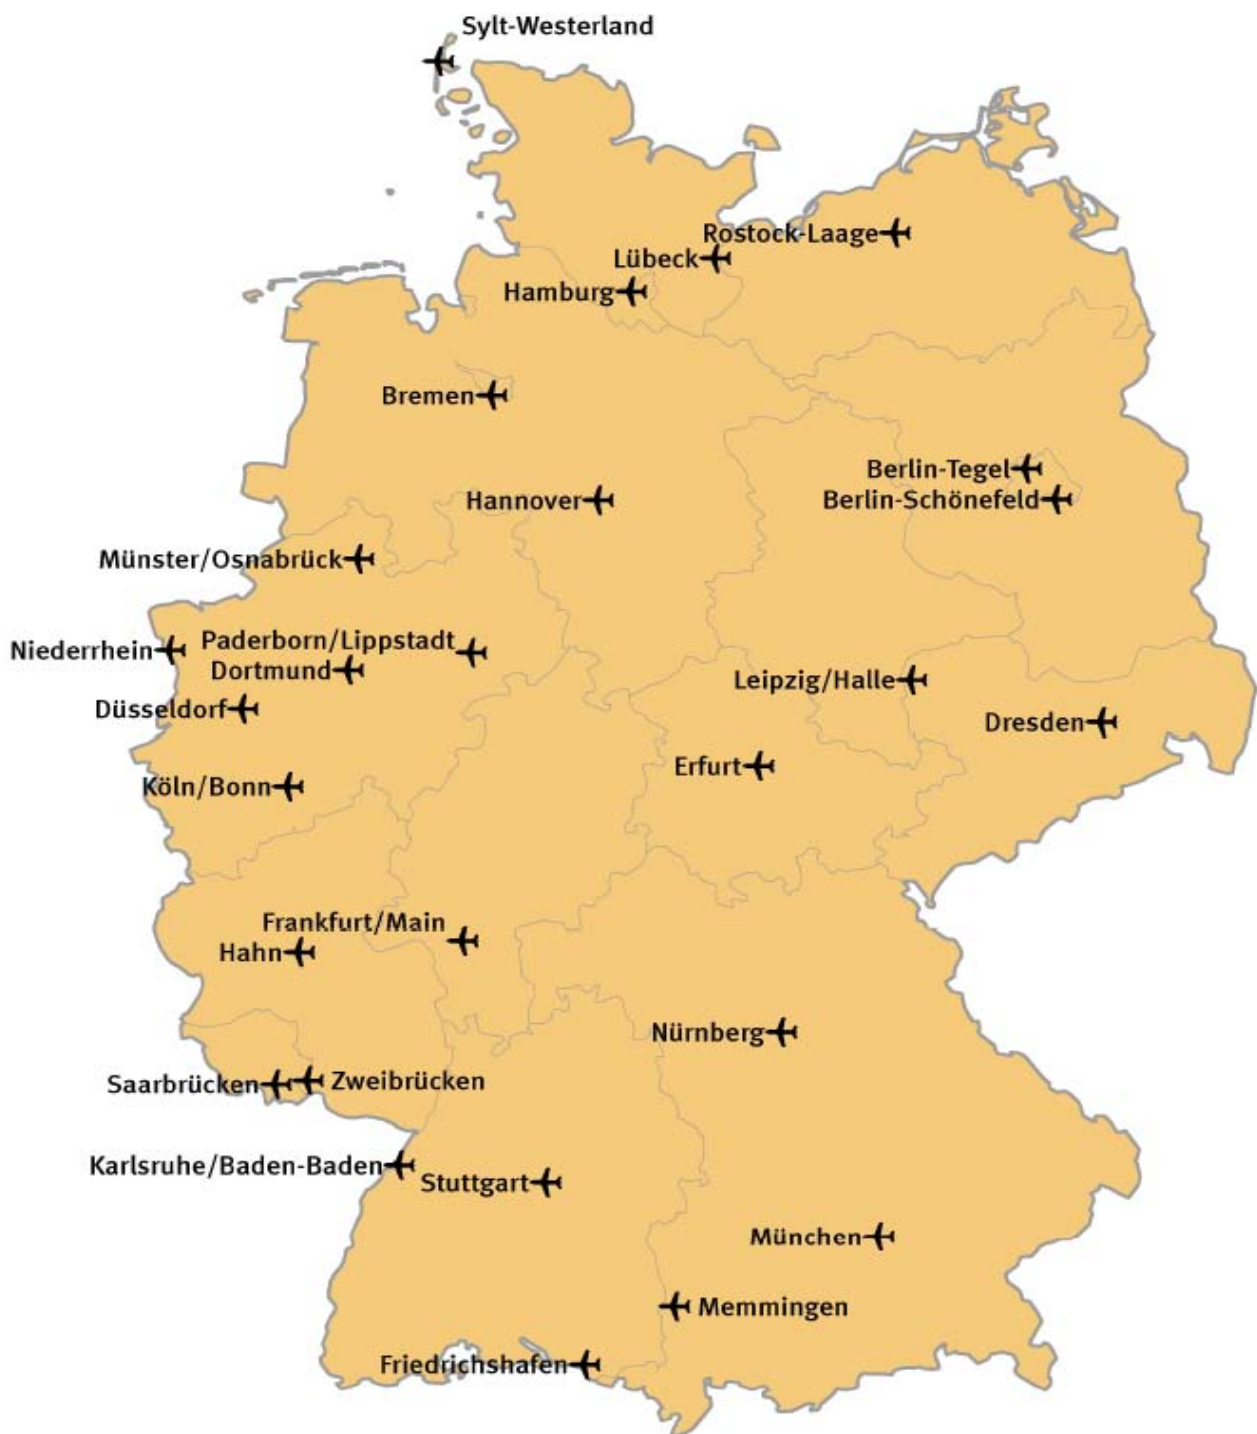 Sylt-Westerland
Rostock-Laage
Lübeck
Hamburg
Bremen
Berlin-Tegel
Hannover
Berlin-Schönefeld
Münster/Osnabrück
Niederrhein
Paderborn/Lippstadt
Dortmund
Leipzig/Halle
Düsseldorf
Dresden
Erfurt
Köln/Bonn
Frankfurt/Main
Hahn
Nürnberg
Saarbrücken
Zweibrücken
Karlsruhe/Baden-Baden
Stuttgart
München
Memmingen
Friedrichshafen